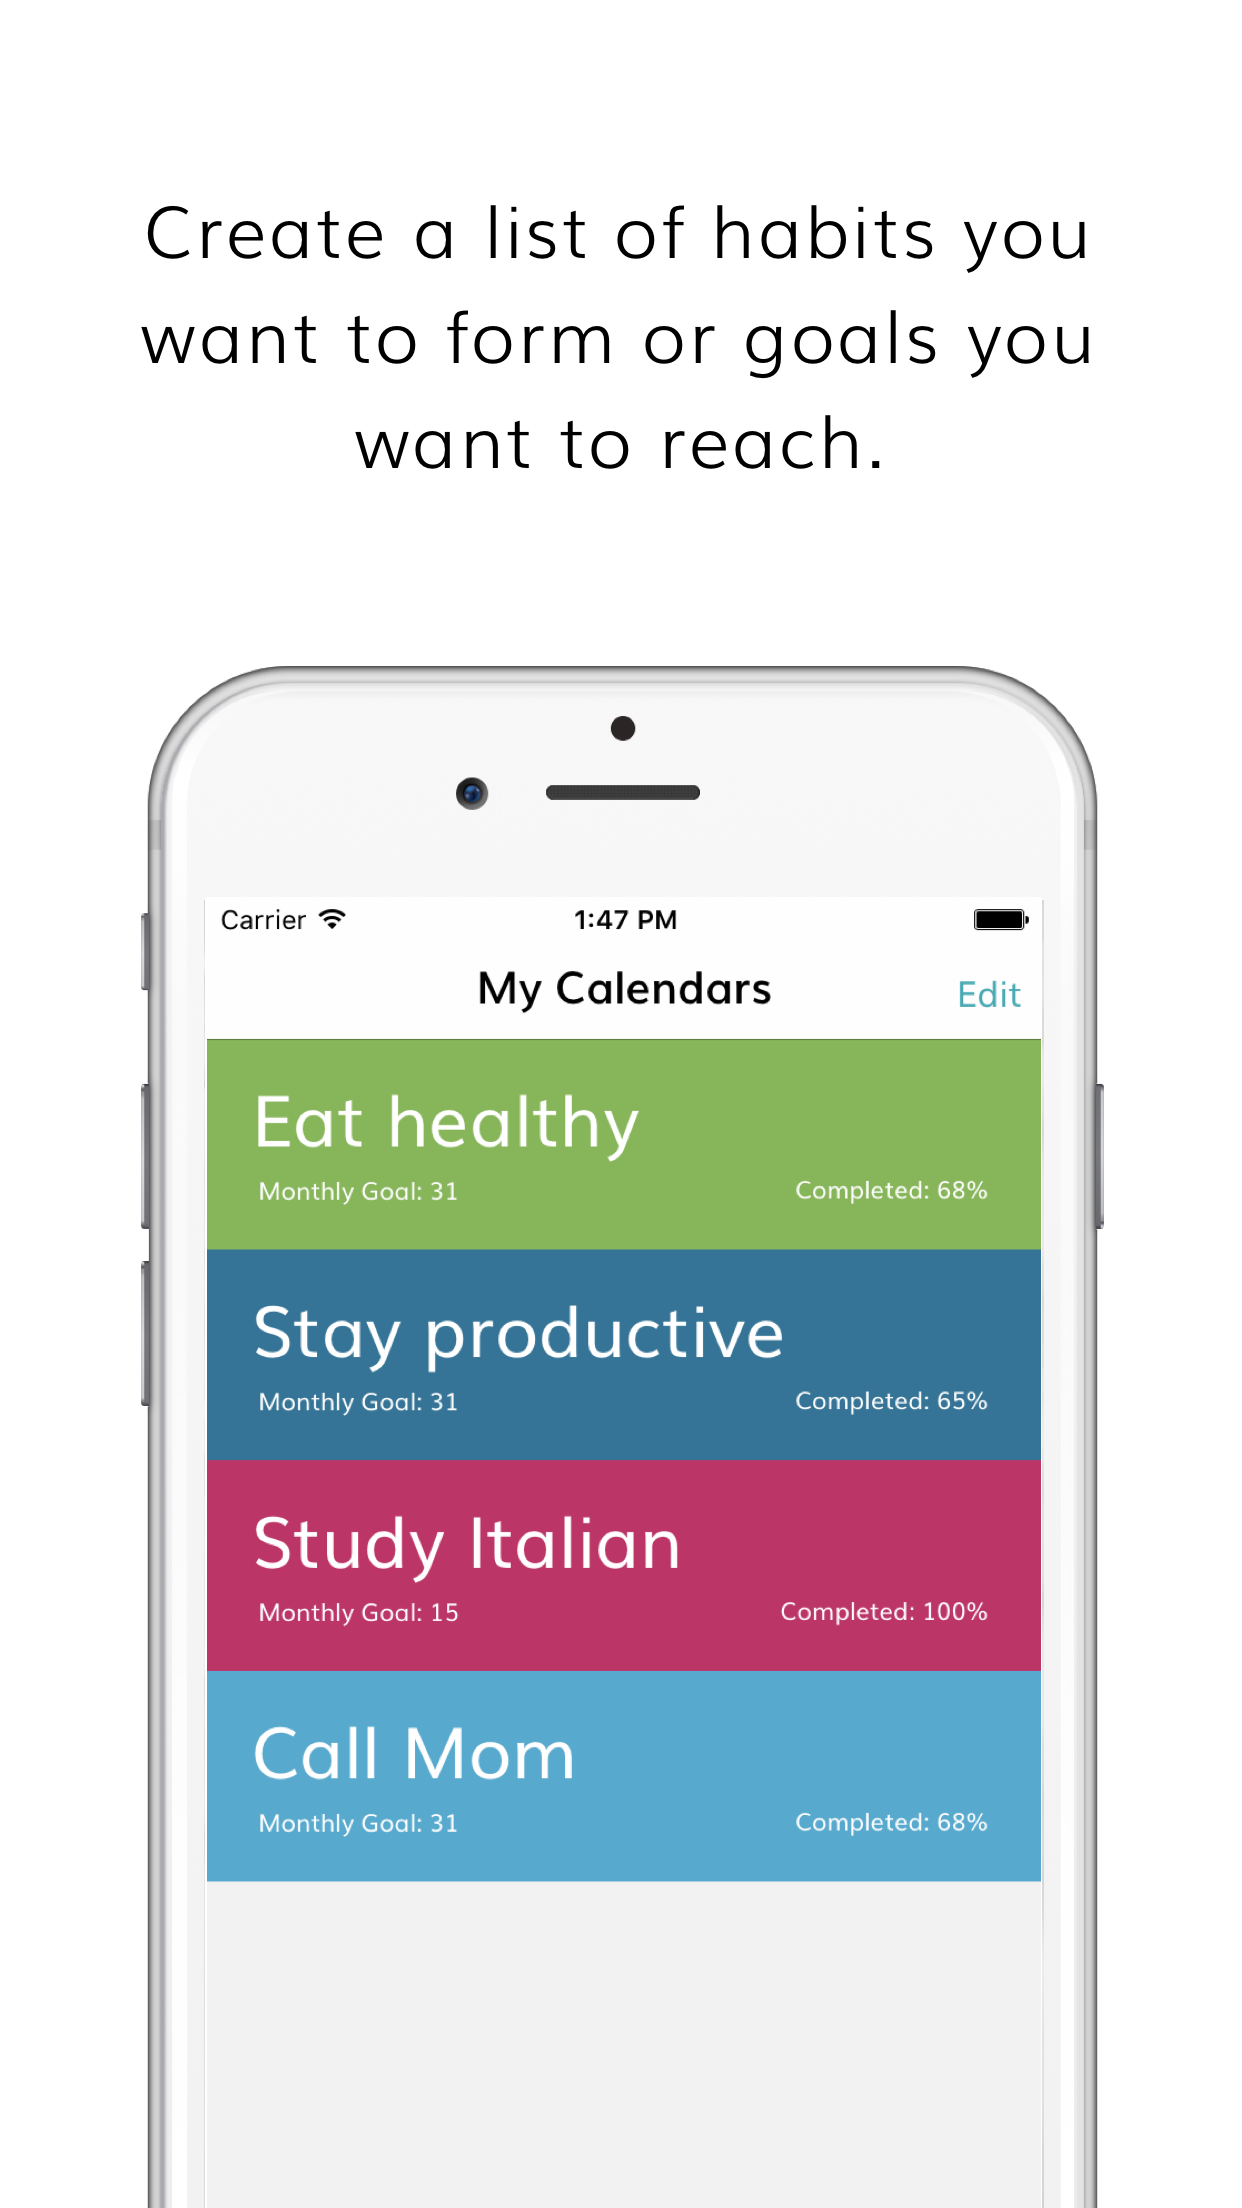 Create a list of habits you
want to form or goals you
want to reach.
Carrier 1:47 PM
My Calendars Edit
Eat healthy
Monthly Goal: 31 Completed: 68%
Stay productive
Monthly Goal: 31 Completed: 65%
Study Italian
Monthly Goal: 15 Completed: 100%
Call Mom
Monthly Goal: 31 Completed: 68%